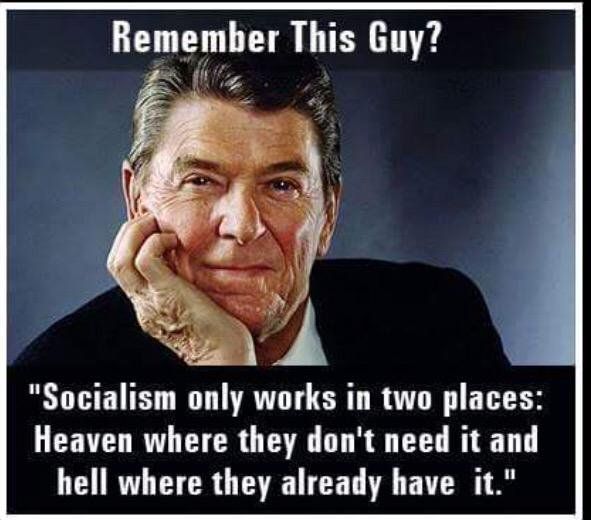 Remember This Guy?
"Socialism only works in two places:
Heaven where they don't need it and
hell where they already have it."